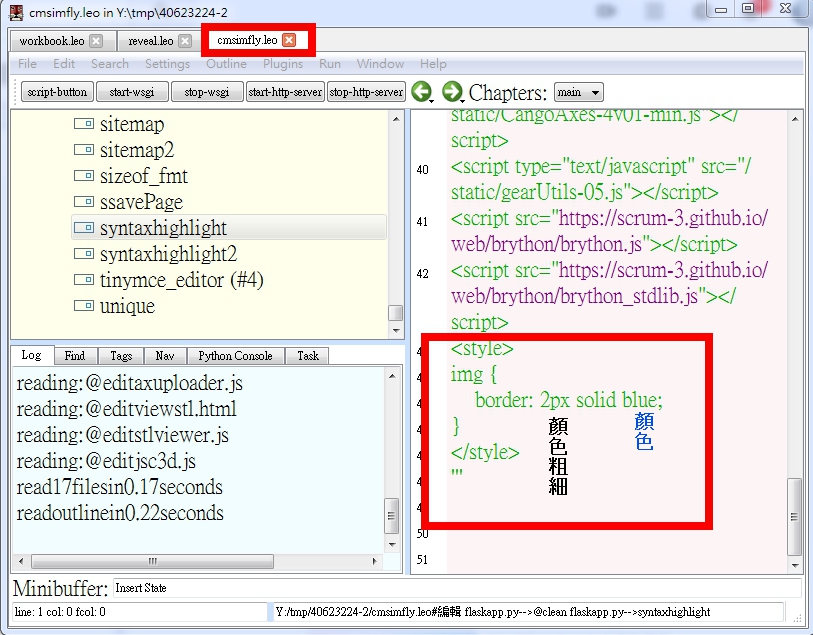 cmsimfly.leo in Y:\tmp\40623224-2
workbook.leo reveal.leo cmsimfly.leo
File Edit Search Settings Outline Plugins Run Window Help
script-button start-wsgi stop-wsgi start-http-server stop-http-server Chapters: main
sitemap
sitemap2
sizeof_fmt
ssavePage
syntaxhighlight
syntaxhighlight2
tinymce_editor (#4)
unique
static/CangoAxes-4v01-min.js"></
script>
40 <script type="text/javascript" src="/
static/gearUtils-05.js"></script>
41 <script src="https://scrum-3.github.io/
web/brython/brython.js"></script>
42 <script src="https://scrum-3.github.io/
web/brython/brython_stdlib.js"></
script>
<style>
img {
border: 2px solid blue;
}
</style>
'''
顏色粗細
顏色
50
51
Log Find Tags Nav Python Console Task
reading:@editaxuploader.js
reading:@editviewstl.html
reading:@editstlviewer.js
reading:@editjsc3d.js
read17filesin0.17seconds
readoutlinein0.22seconds
Minibuffer: Insert State
line: 1 col: 0 fcol: 0
Y:/tmp/40623224-2/cmsimfly.leo#編輯 flaskapp.py-->@clean flaskapp.py-->syntaxhighlight